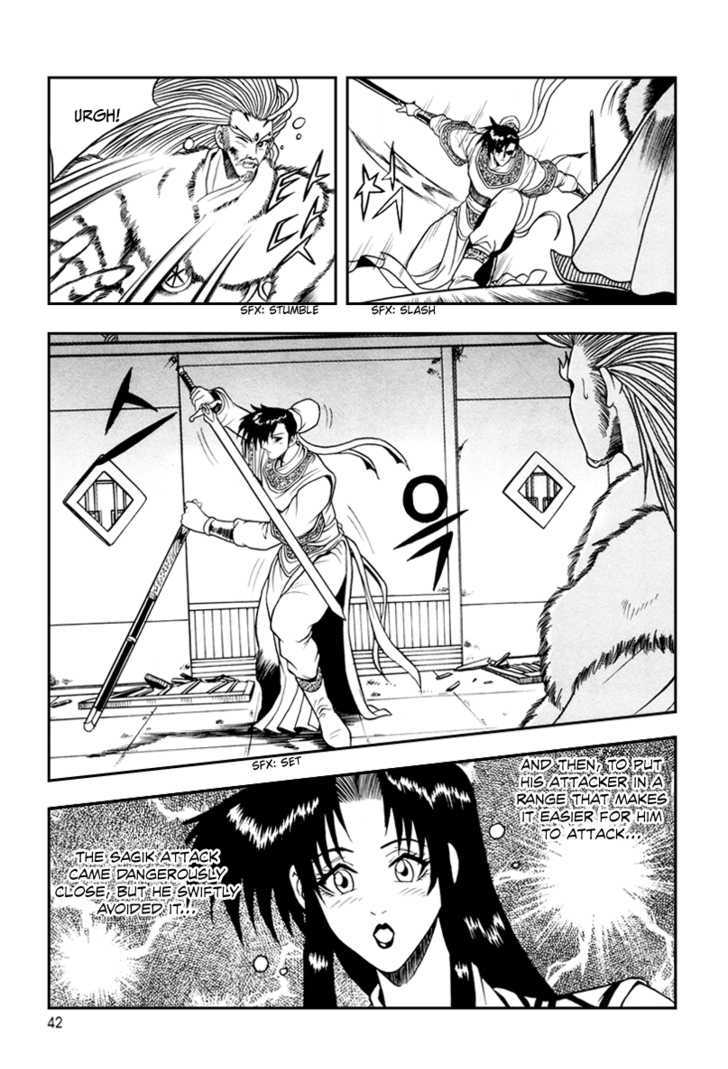 URGH!
SFX: STUMBLE
SFX: SLASH
SFX: SET
AND THEN, TO PUT
HIS ATTACKER IN A
RANGE THAT MAKES
IT EASIER FOR HIM
TO ATTACK...
THE SAGIK ATTACK
CAME DANGEROUSLY
CLOSE, BUT HE SWIFTLY
AVOIDED IT...
42